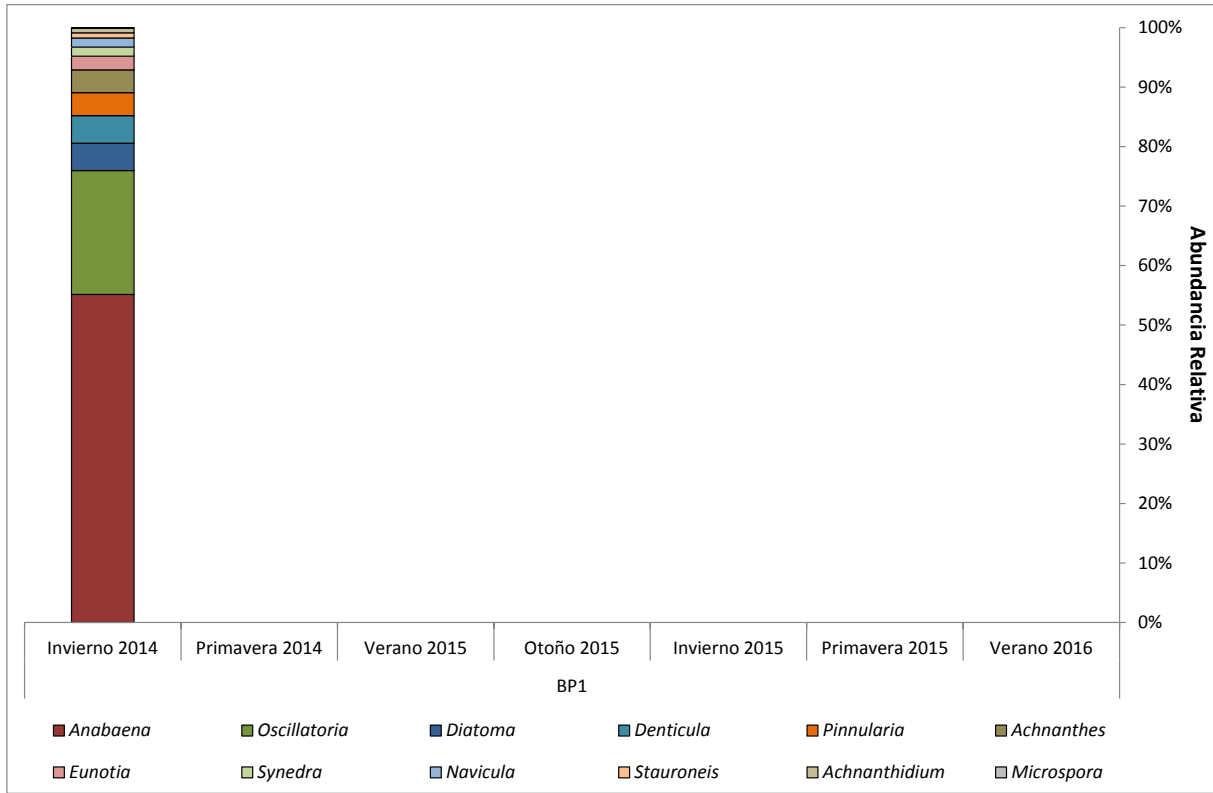 100%
90%
80%
70%
60%
50%
40%
30%
20%
10%
0%
Abundancia Relativa
Invierno 2014 Primavera 2014 Verano 2015 Otoño 2015 Invierno 2015 Primavera 2015 Verano 2016
BP1
Anabaena Oscillatoria Diatoma Denticula Pinnularia Achnanthes
Eunotia Synedra Navicula Stauroneis Achnanthidium Microspora